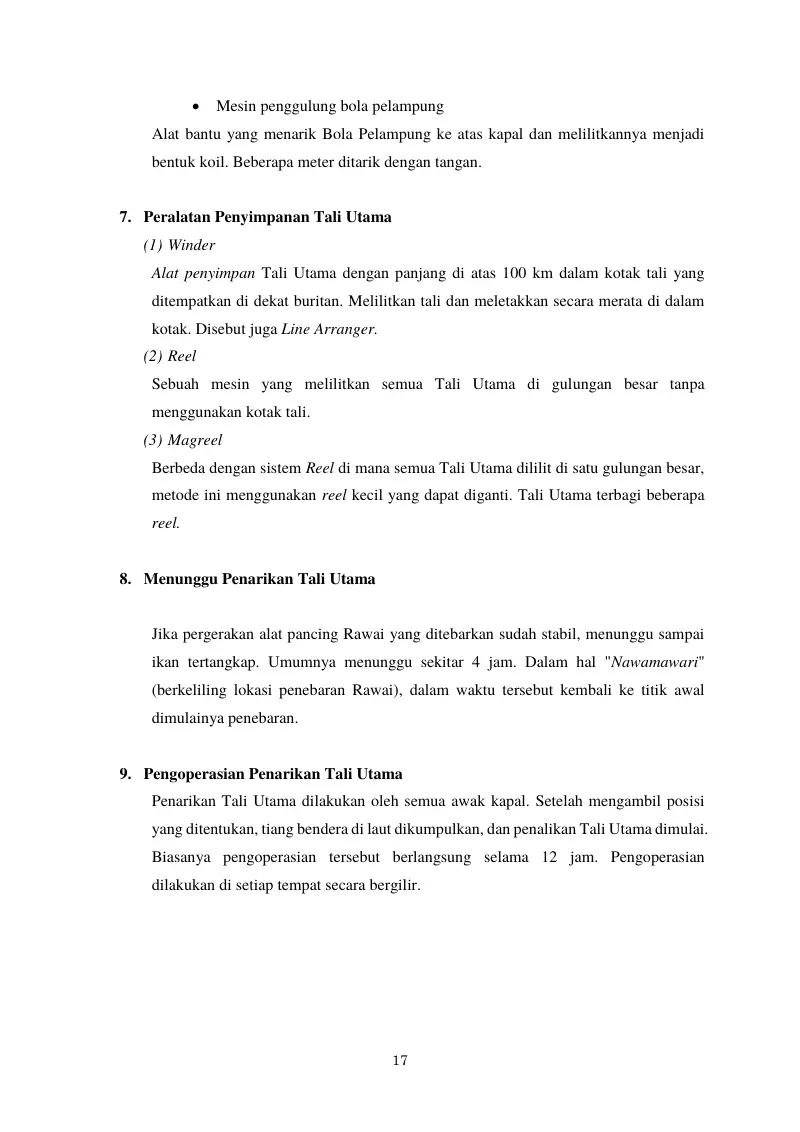 • Mesin penggulung bola pelampung
Alat bantu yang menarik Bola Pelampung ke atas kapal dan melilitkannya menjadi
bentuk koil. Beberapa meter ditarik dengan tangan.
7. Peralatan Penyimpanan Tali Utama
(1) Winder
Alat penyimpan Tali Utama dengan panjang di atas 100 km dalam kotak tali yang
ditempatkan di dekat buritan. Melilitkan tali dan meletakkan secara merata di dalam
kotak. Disebut juga Line Arranger.
(2) Reel
Sebuah mesin yang melilitkan semua Tali Utama di gulungan besar tanpa
menggunakan kotak tali.
(3) Magreel
Berbeda dengan sistem Reel di mana semua Tali Utama dililit di satu gulungan besar,
metode ini menggunakan reel kecil yang dapat diganti. Tali Utama terbagi beberapa
reel.
8. Menunggu Penarikan Tali Utama
Jika pergerakan alat pancing Rawai yang ditebarkan sudah stabil, menunggu sampai
ikan tertangkap. Umumnya menunggu sekitar 4 jam. Dalam hal "Nawamawari"
(berkeliling lokasi penebaran Rawai), dalam waktu tersebut kembali ke titik awal
dimulainya penebaran.
9. Pengoperasian Penarikan Tali Utama
Penarikan Tali Utama dilakukan oleh semua awak kapal. Setelah mengambil posisi
yang ditentukan, tiang bendera di laut dikumpulkan, dan penalikan Tali Utama dimulai.
Biasanya pengoperasian tersebut berlangsung selama 12 jam. Pengoperasian
dilakukan di setiap tempat secara bergilir.
17